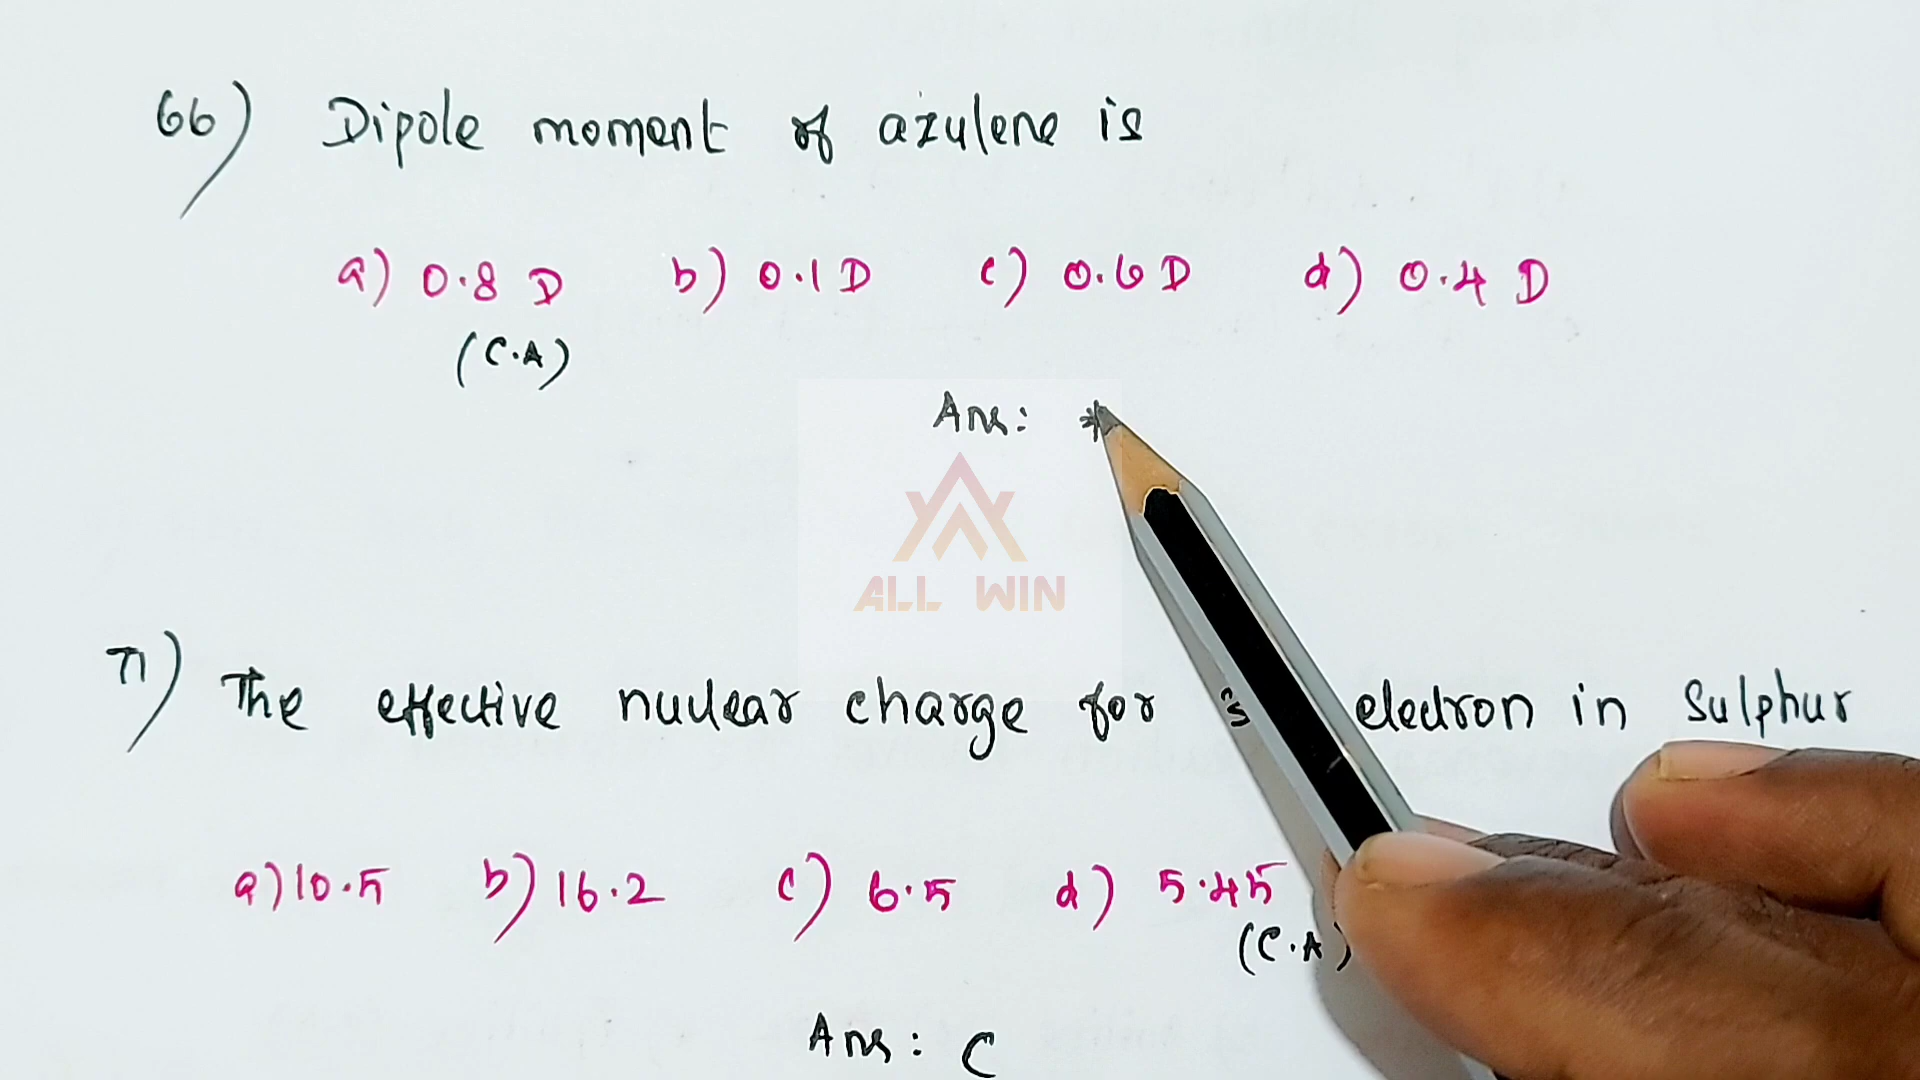 66) Dipole moment of azulene is
a) 0.8 D b) 0.1 D c) 0.6 D d) 0.4 D
(C.A)
Ans: *
ALL WIN
71) The effective nuclear charge for electron in Sulphur
a) 10.5 b) 16.2 c) 6.5 d) 5.45
(C.A)
Ans: C